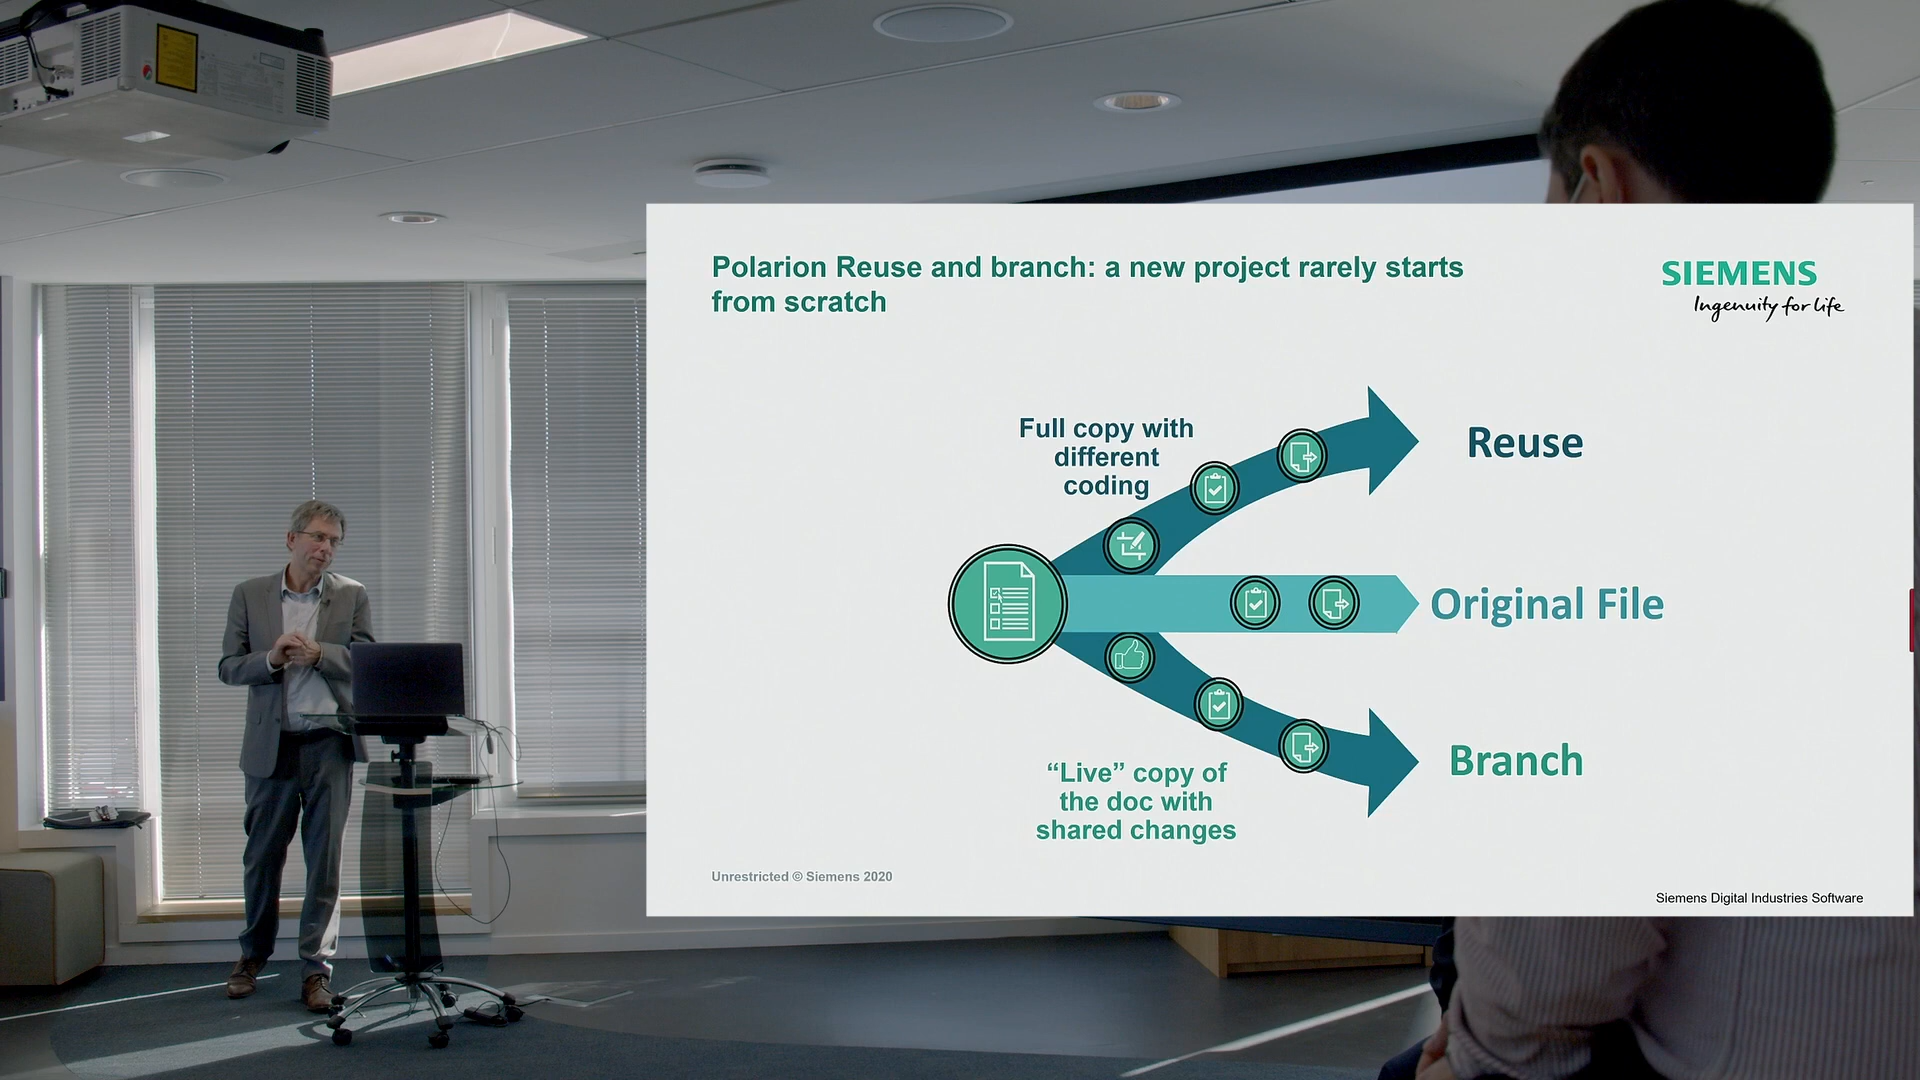 Polarion Reuse and branch: a new project rarely starts
from scratch
SIEMENS
Ingenuity for life
Full copy with
different
coding
Reuse
Original File
Branch
“Live” copy of
the doc with
shared changes
Unrestricted © Siemens 2020
Siemens Digital Industries Software